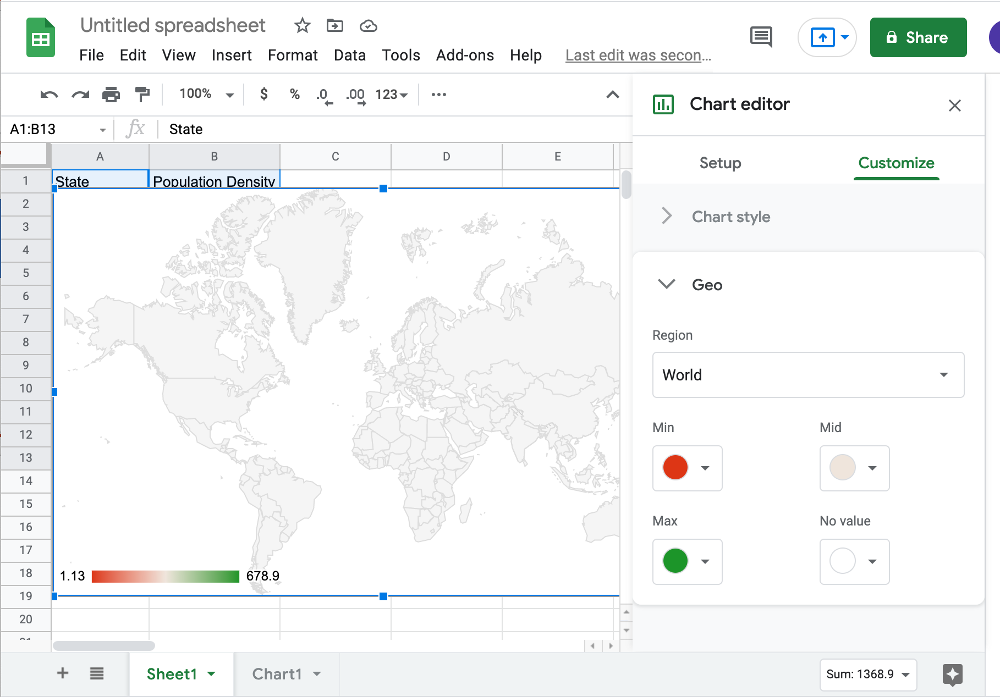 Untitled spreadsheet
File Edit View Insert Format Data Tools Add-ons Help Last edit was secon...
100% $ % .0 .00 123
A1:B13 fx State
Chart editor
Setup Customize
A B C D E
1 State Population Density
2
3
4
5
6
7
8
9
10
11
12
13
14
15
16
17
18
19
20
1.13 678.9
Chart style
Geo
Region
World
Min Mid
Max No value
Share
Sheet1 Chart1
Sum: 1368.9